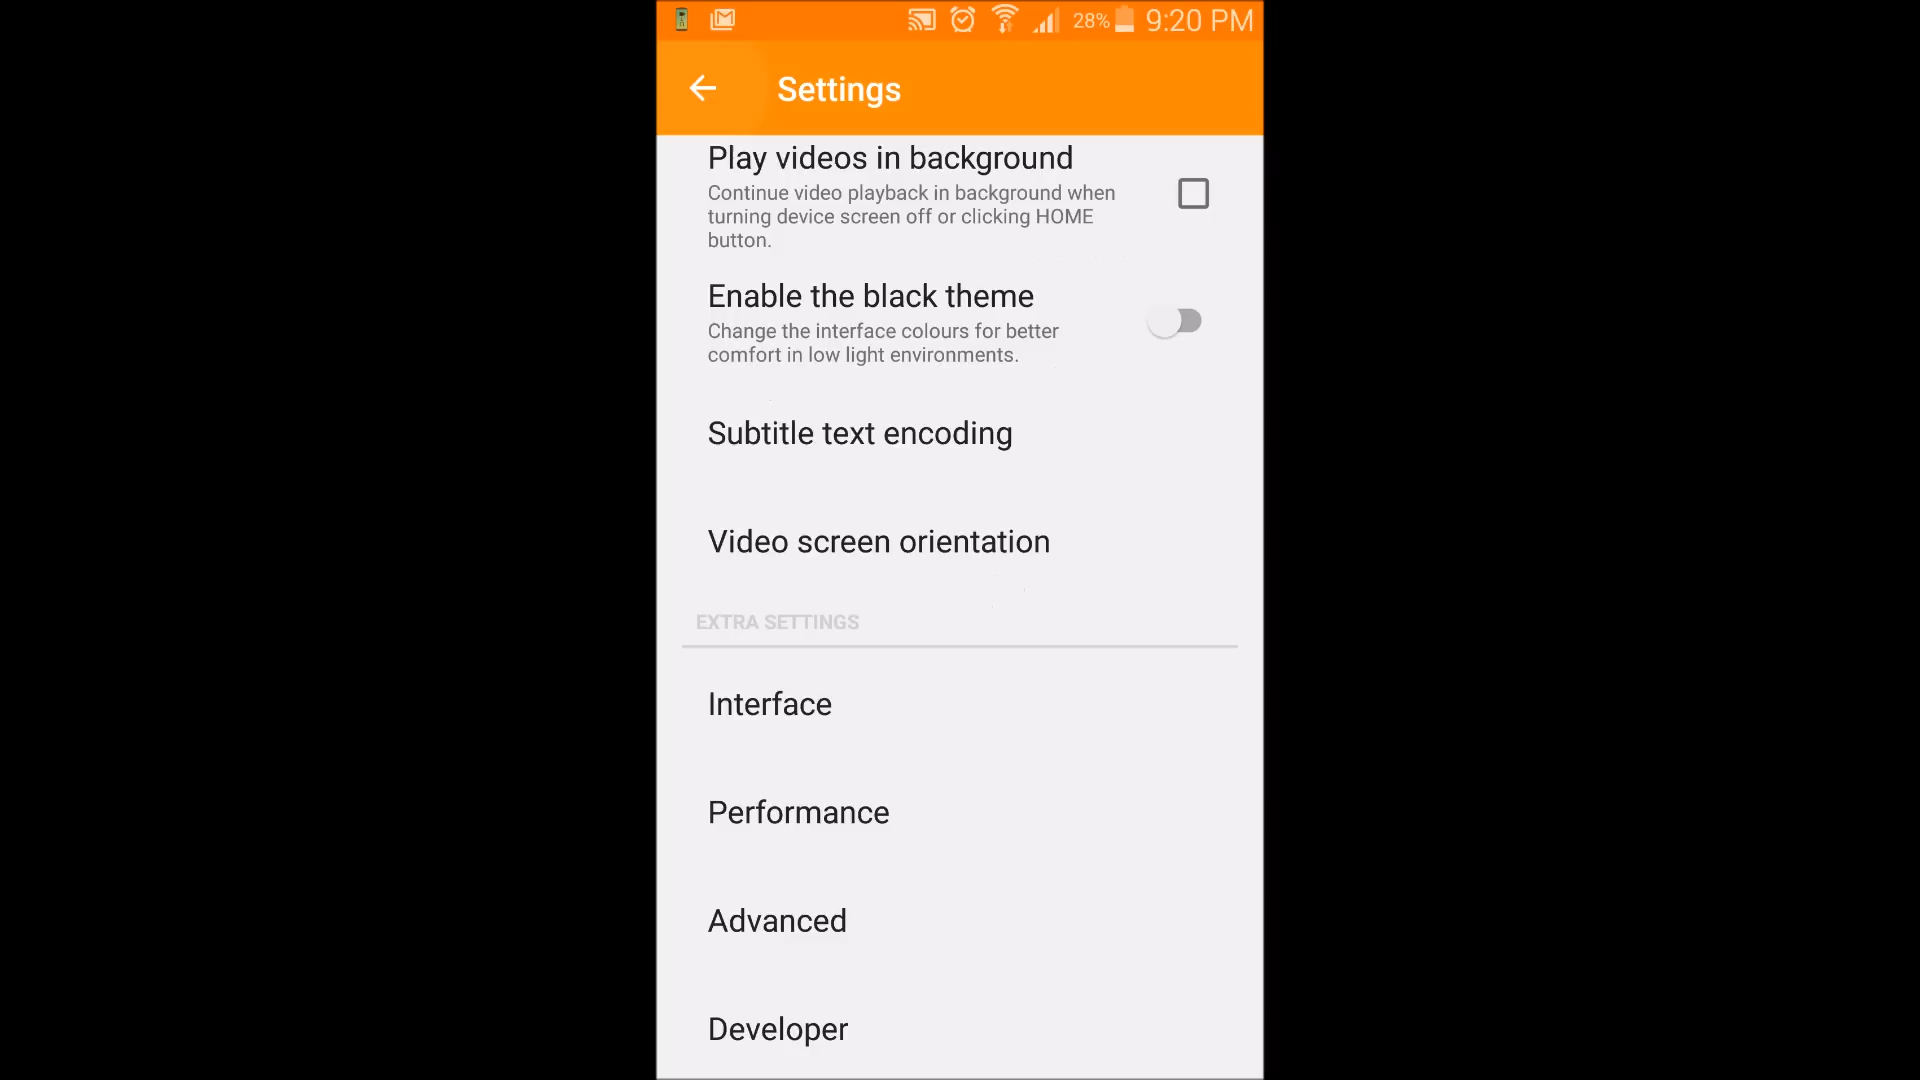 28% 9:20 PM
Settings
Play videos in background
Continue video playback in background when
turning device screen off or clicking HOME
button.
Enable the black theme
Change the interface colours for better
comfort in low light environments.
Subtitle text encoding
Video screen orientation
EXTRA SETTINGS
Interface
Performance
Advanced
Developer